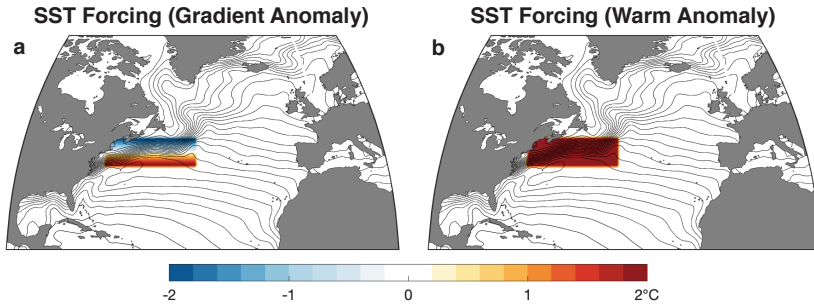 SST Forcing (Gradient Anomaly)
SST Forcing (Warm Anomaly)
a
b
-2
-1
0
1
2°C